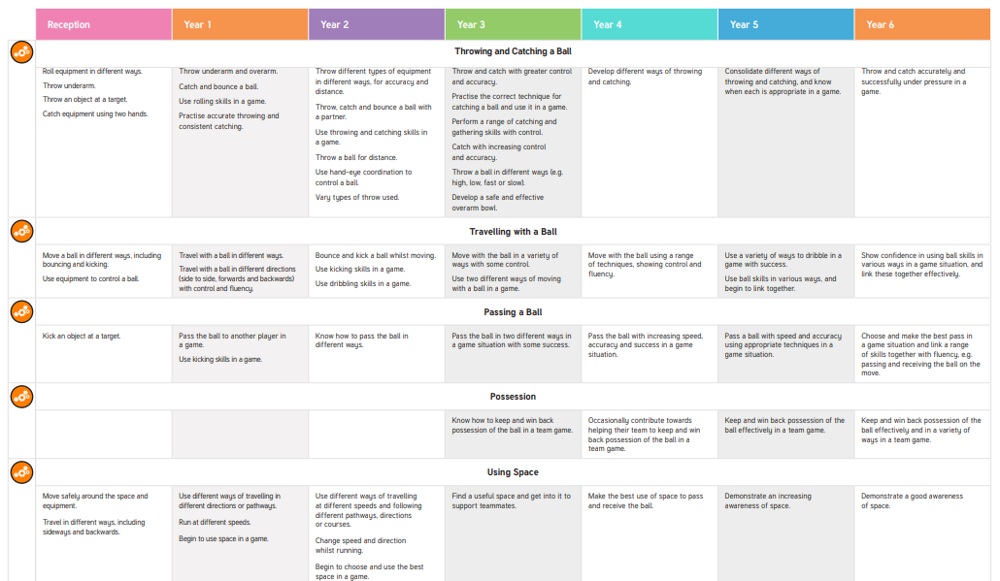 Reception
Year 1
Year 2
Year 3
Year 4
Year 5
Year 6
Throwing and Catching a Ball
Roll equipment in different ways.
Throw underarm.
Throw an object at a target.
Catch equipment using two hands.
Throw underarm and overarm.
Catch and bounce a ball.
Use rolling skills in a game.
Practise accurate throwing and
consistent catching.
Throw different types of equipment
in different ways, for accuracy and
distance.
Throw, catch and bounce a ball with
a partner.
Use throwing and catching skills in
a game.
Throw a ball for distance.
Use hand-eye coordination to
control a ball.
Vary types of throw used.
Throw and catch with greater control
and accuracy.
Practise the correct technique for
catching a ball and use it in a game.
Perform a range of catching and
gathering skills with control.
Catch with increasing control
and accuracy.
Throw a ball in different ways (e.g.
high, low, fast or slow).
Develop a safe and effective
overarm bowl.
Develop different ways of throwing
and catching.
Consolidate different ways of
throwing and catching, and know
when each is appropriate in a game.
Throw and catch accurately and
successfully under pressure in a
game.
Travelling with a Ball
Move a ball in different ways, including
bouncing and kicking.
Use equipment to control a ball.
Travel with a ball in different ways.
Travel with a ball in different directions
(side to side, forwards and backwards)
with control and fluency.
Bounce and kick a ball whilst moving.
Use kicking skills in a game.
Use dribbling skills in a game.
Move with the ball in a variety of
ways with some control.
Use two different ways of moving
with a ball in a game.
Move with the ball using a range
of techniques, showing control and
fluency.
Use a variety of ways to dribble in a
game with success.
Use ball skills in various ways, and
begin to link together.
Show confidence in using ball skills in
various ways in a game situation, and
link these together effectively.
Passing a Ball
Kick an object at a target.
Pass the ball to another player in
a game.
Use kicking skills in a game.
Know how to pass the ball in
different ways.
Pass the ball in two different ways in
a game situation with some success.
Pass the ball with increasing speed,
accuracy and success in a game
situation.
Pass a ball with speed and accuracy
using appropriate techniques in a
game situation.
Choose and make the best pass in
a game situation and link a range
of skills together with fluency, e.g.
passing and receiving the ball on the
move.
Possession
Know how to keep and win back
possession of the ball in a team game.
Occasionally contribute towards
helping their team to keep and win
back possession of the ball in a
team game.
Keep and win back possession of the
ball effectively in a team game.
Keep and win back possession of the
ball effectively and in a variety of
ways in a team game.
Using Space
Move safely around the space and
equipment.
Travel in different ways, including
sideways and backwards.
Use different ways of travelling in
different directions or pathways.
Run at different speeds.
Begin to use space in a game.
Use different ways of travelling
at different speeds and following
different pathways, directions
or courses.
Change speed and direction
whilst running.
Begin to choose and use the best
space in a game.
Find a useful space and get into it to
support teammates.
Make the best use of space to pass
and receive the ball.
Demonstrate an increasing
awareness of space.
Demonstrate a good awareness
of space.